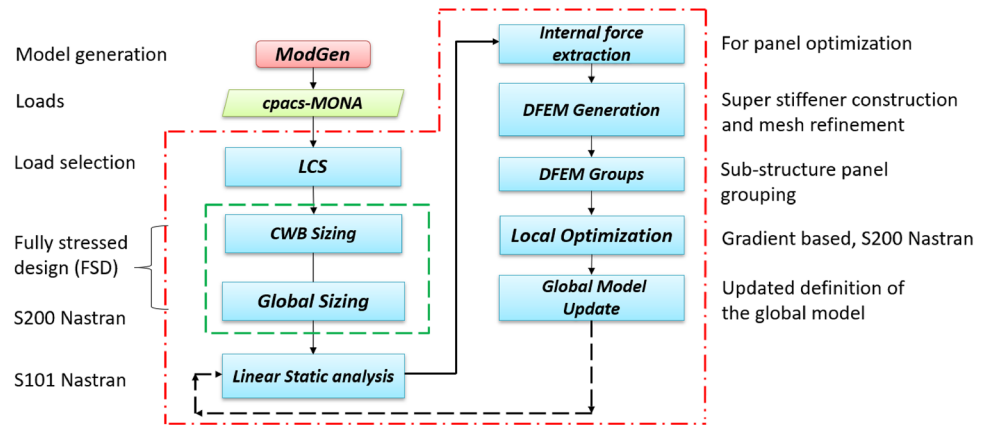 Model generation
ModGen
Loads
cpacs-MONA
Load selection
LCS
Fully stressed
design (FSD)
CWB Sizing
Global Sizing
S200 Nastran
S101 Nastran
Linear Static analysis
Internal force
extraction
For panel optimization
DFEM Generation
Super stiffener construction
and mesh refinement
DFEM Groups
Sub-structure panel
grouping
Local Optimization
Gradient based, S200 Nastran
Global Model
Update
Updated definition of
the global model